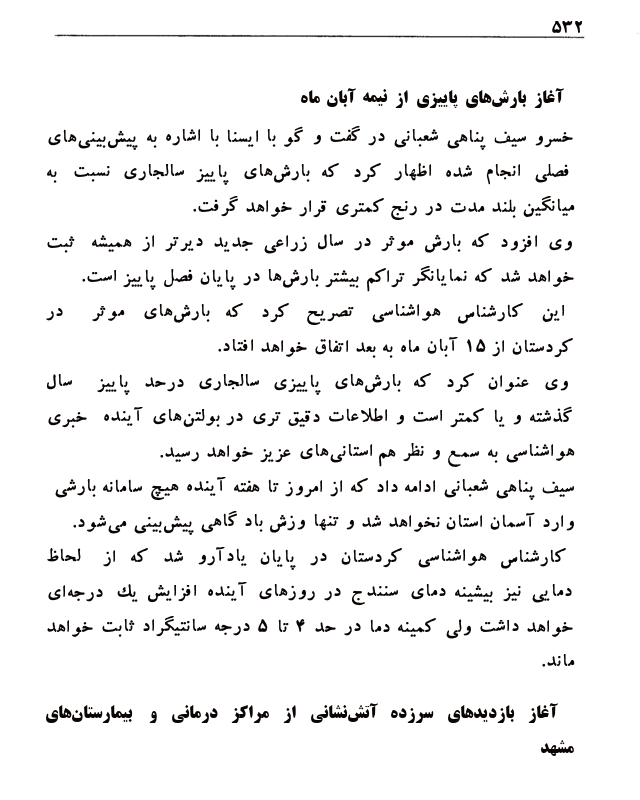 ۵۳۲
آغاز بارش‌های پاییزی از نیمه آبان ماه
خسرو سیف پناهی شعبانی در گفت و گو با ایسنا با اشاره به پیش‌بینی‌های
فصلی انجام شده اظهار کرد که بارش‌های پاییز سالجاری نسبت به
میانگین بلند مدت در رنج کمتری قرار خواهد گرفت.
وی افزود که بارش موثر در سال زراعی جدید دیرتر از همیشه ثبت
خواهد شد که نمایانگر تراکم بیشتر بارش‌ها در پایان فصل پاییز است.
این کارشناس هواشناسی تصریح کرد که بارش‌های موثر در
کردستان از ۱۵ آبان ماه به بعد اتفاق خواهد افتاد.
وی عنوان کرد که بارش‌های پاییزی سالجاری درحد پاییز سال
گذشته و یا کمتر است و اطلاعات دقیق تری در بولتن‌های آینده خبری
هواشناسی به سمع و نظر هم استانی‌های عزیز خواهد رسید.
سیف پناهی شعبانی ادامه داد که از امروز تا هفته آینده هیچ سامانه بارشی
وارد آسمان استان نخواهد شد و تنها وزش باد گاهی پیش‌بینی می‌شود.
کارشناس هواشناسی کردستان در پایان یادآرو شد که از لحاظ
دمایی نیز بیشینه دمای سنندج در روزهای آینده افزایش یك درجه‌ای
خواهد داشت ولی کمینه دما در حد ۴ تا ۵ درجه سانتیگراد ثابت خواهد
ماند.
آغاز بازدیدهای سرزده آتش‌نشانی از مراکز درمانی و بیمارستان‌های
مشهد